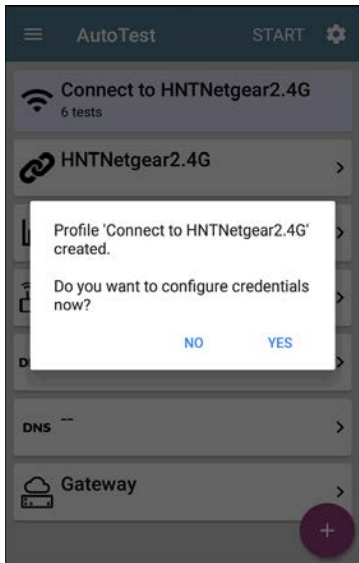 AutoTest START
Connect to HNTNetgear2.4G
6 tests
HNTNetgear2.4G
Profile 'Connect to HNTNetgear2.4G'
created.
Do you want to configure credentials
now?
NO YES
DNS --
Gateway
+